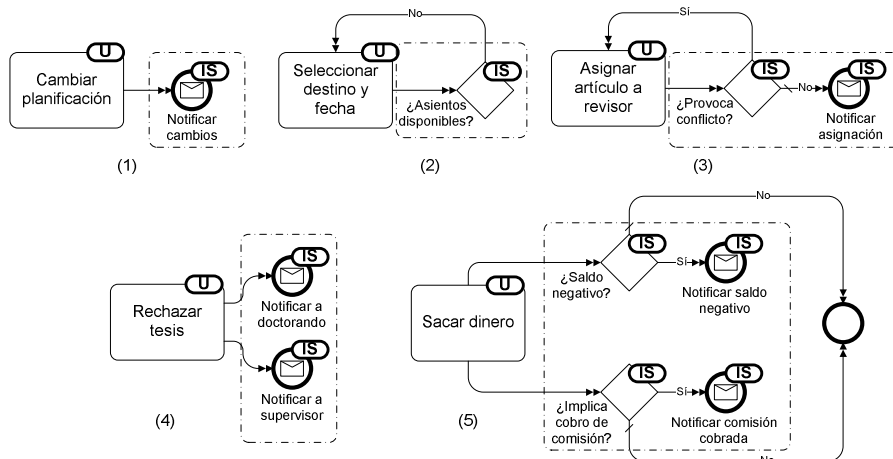 U
Cambiar
planificación
IS
Notificar
cambios
(1)
No
U
Seleccionar
destino y
fecha
IS
¿Asientos
disponibles?
(2)
Sí
U
Asignar
artículo a
revisor
IS
¿Provoca
conflicto?
No
IS
Notificar
asignación
(3)
U
Rechazar
tesis
IS
Notificar a
doctorando
IS
Notificar a
supervisor
(4)
U
Sacar dinero
No
IS
¿Saldo
negativo?
Sí
IS
Notificar saldo
negativo
IS
¿Implica
cobro de
comisión?
Sí
IS
Notificar comisión
cobrada
No
(5)